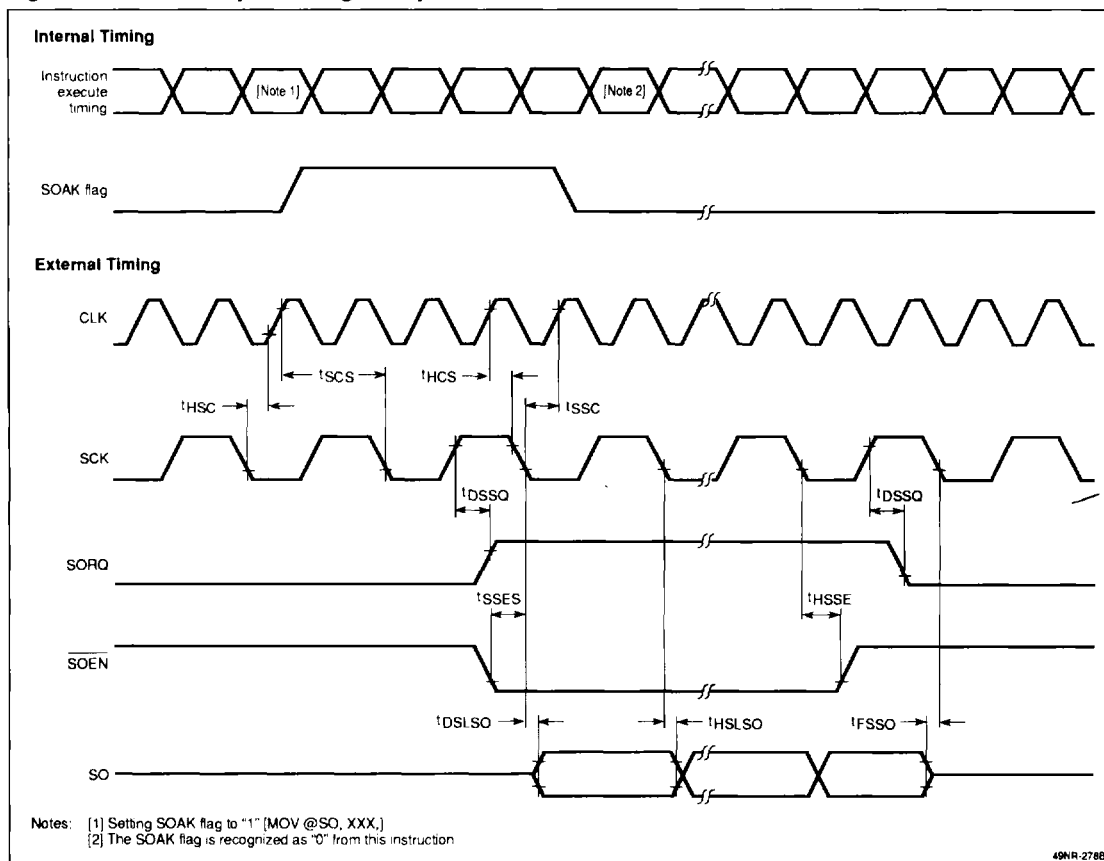 Internal Timing
Instruction
execute
timing
[Note 1]
[Note 2]
SOAK flag
External Timing
CLK
tSCS
tHCS
tHSC
tSSC
SCK
tDSSQ
tDSSQ
SORQ
tSSES
tHSSE
SOEN
tDSLSO
tHSLSO
tFSSO
SO
Notes: [1] Setting SOAK flag to "1" [MOV @SO, XXX,]
[2] The SOAK flag is recognized as "0" from this instruction
49NR-278B